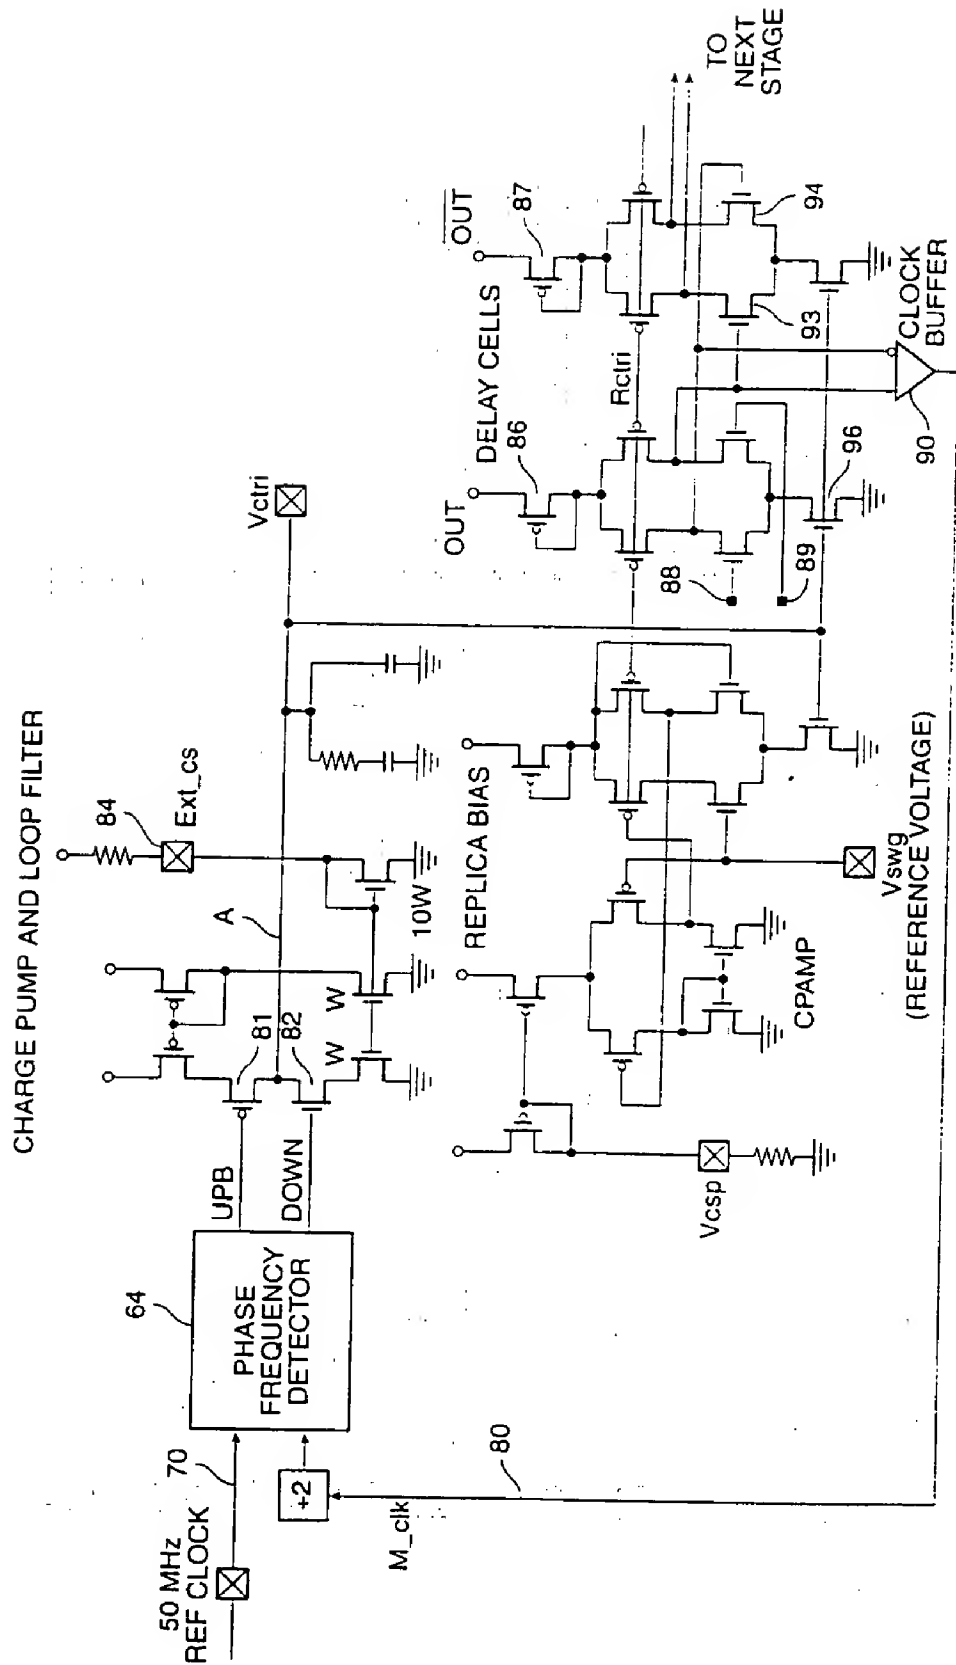 CHARGE PUMP AND LOOP FILTER
84
Ext_cs
A
Vctrl
81
82
W
W
10W
UPB
DOWN
64
PHASE
FREQUENCY
DETECTOR
50 MHz
REF CLOCK
70
÷2
M_clk
80
REPLICA BIAS
CPAMP
Vcsp
Vswg
(REFERENCE VOLTAGE)
DELAY CELLS
OUT
OUT
86
87
Rctrl
88
89
93
94
96
90
CLOCK
BUFFER
TO
NEXT
STAGE